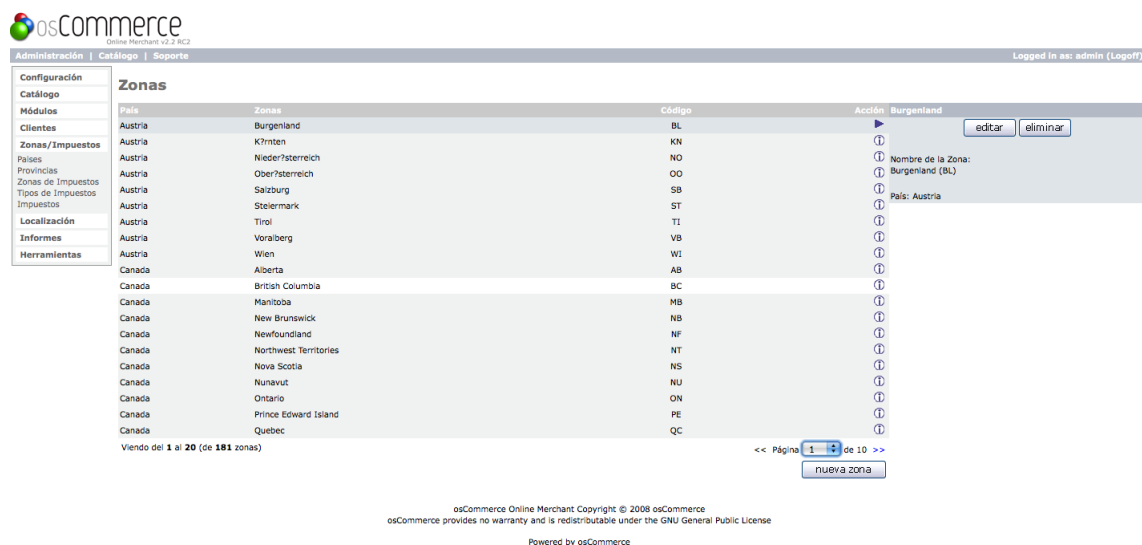 osCommerce
Online Merchant v2.2 RC2
Administración | Catálogo | Soporte Logged in as: admin (Logoff)
Configuración
Catálogo
Módulos
Clientes
Zonas/Impuestos
Paises
Provincias
Zonas de Impuestos
Tipos de Impuestos
Impuestos
Localización
Informes
Herramientas
Zonas
País Zonas Código Acción
Austria Burgenland BL
Austria K?rnten KN
Austria Nieder?sterreich NO
Austria Ober?sterreich OO
Austria Salzburg SB
Austria Steiermark ST
Austria Tirol TI
Austria Voralberg VB
Austria Wien WI
Canada Alberta AB
Canada British Columbia BC
Canada Manitoba MB
Canada New Brunswick NB
Canada Newfoundland NF
Canada Northwest Territories NT
Canada Nova Scotia NS
Canada Nunavut NU
Canada Ontario ON
Canada Prince Edward Island PE
Canada Quebec QC
Viendo del 1 al 20 (de 181 zonas) << Página 1 de 10 >>
nueva zona
Burgenland
editar eliminar
Nombre de la Zona:
Burgenland (BL)
País: Austria
osCommerce Online Merchant Copyright © 2008 osCommerce
osCommerce provides no warranty and is redistributable under the GNU General Public License
Powered by osCommerce